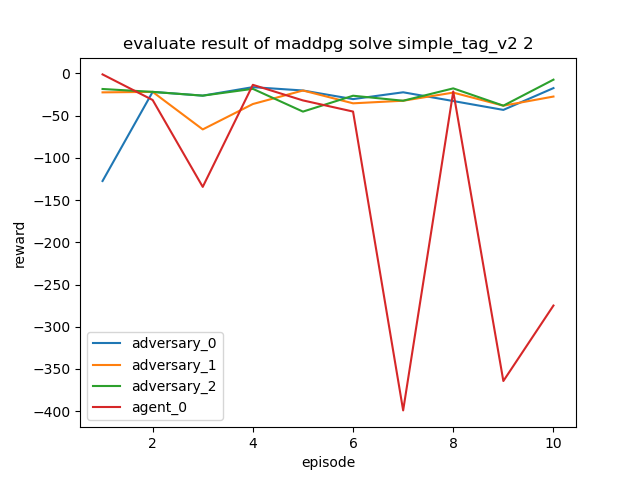 evaluate result of maddpg solve simple_tag_v2 2
0
−50
−100
−150
−200
−250
−300
−350
−400
reward
adversary_0
adversary_1
adversary_2
agent_0
2
4
6
8
10
episode